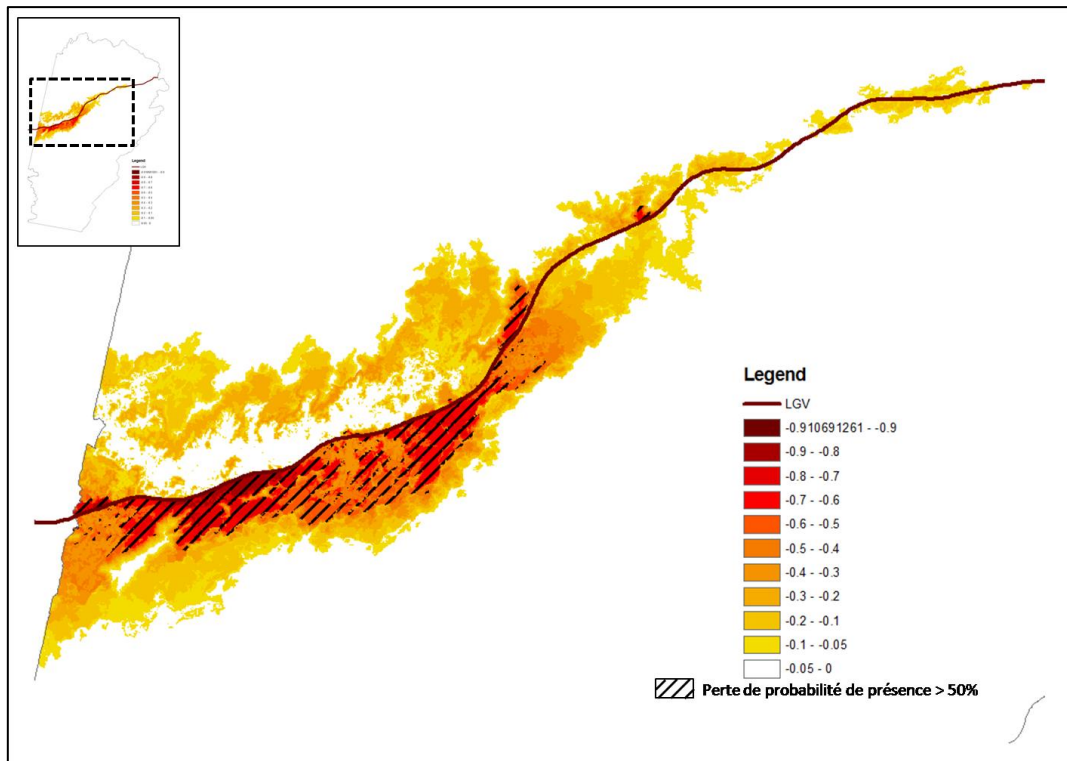 Legend
LGV
Legend
LGV
-0.910691261 - -0.9
-0.9 - -0.8
-0.8 - -0.7
-0.7 - -0.6
-0.6 - -0.5
-0.5 - -0.4
-0.4 - -0.3
-0.3 - -0.2
-0.2 - -0.1
-0.1 - -0.05
-0.05 - 0
Perte de probabilité de présence > 50%